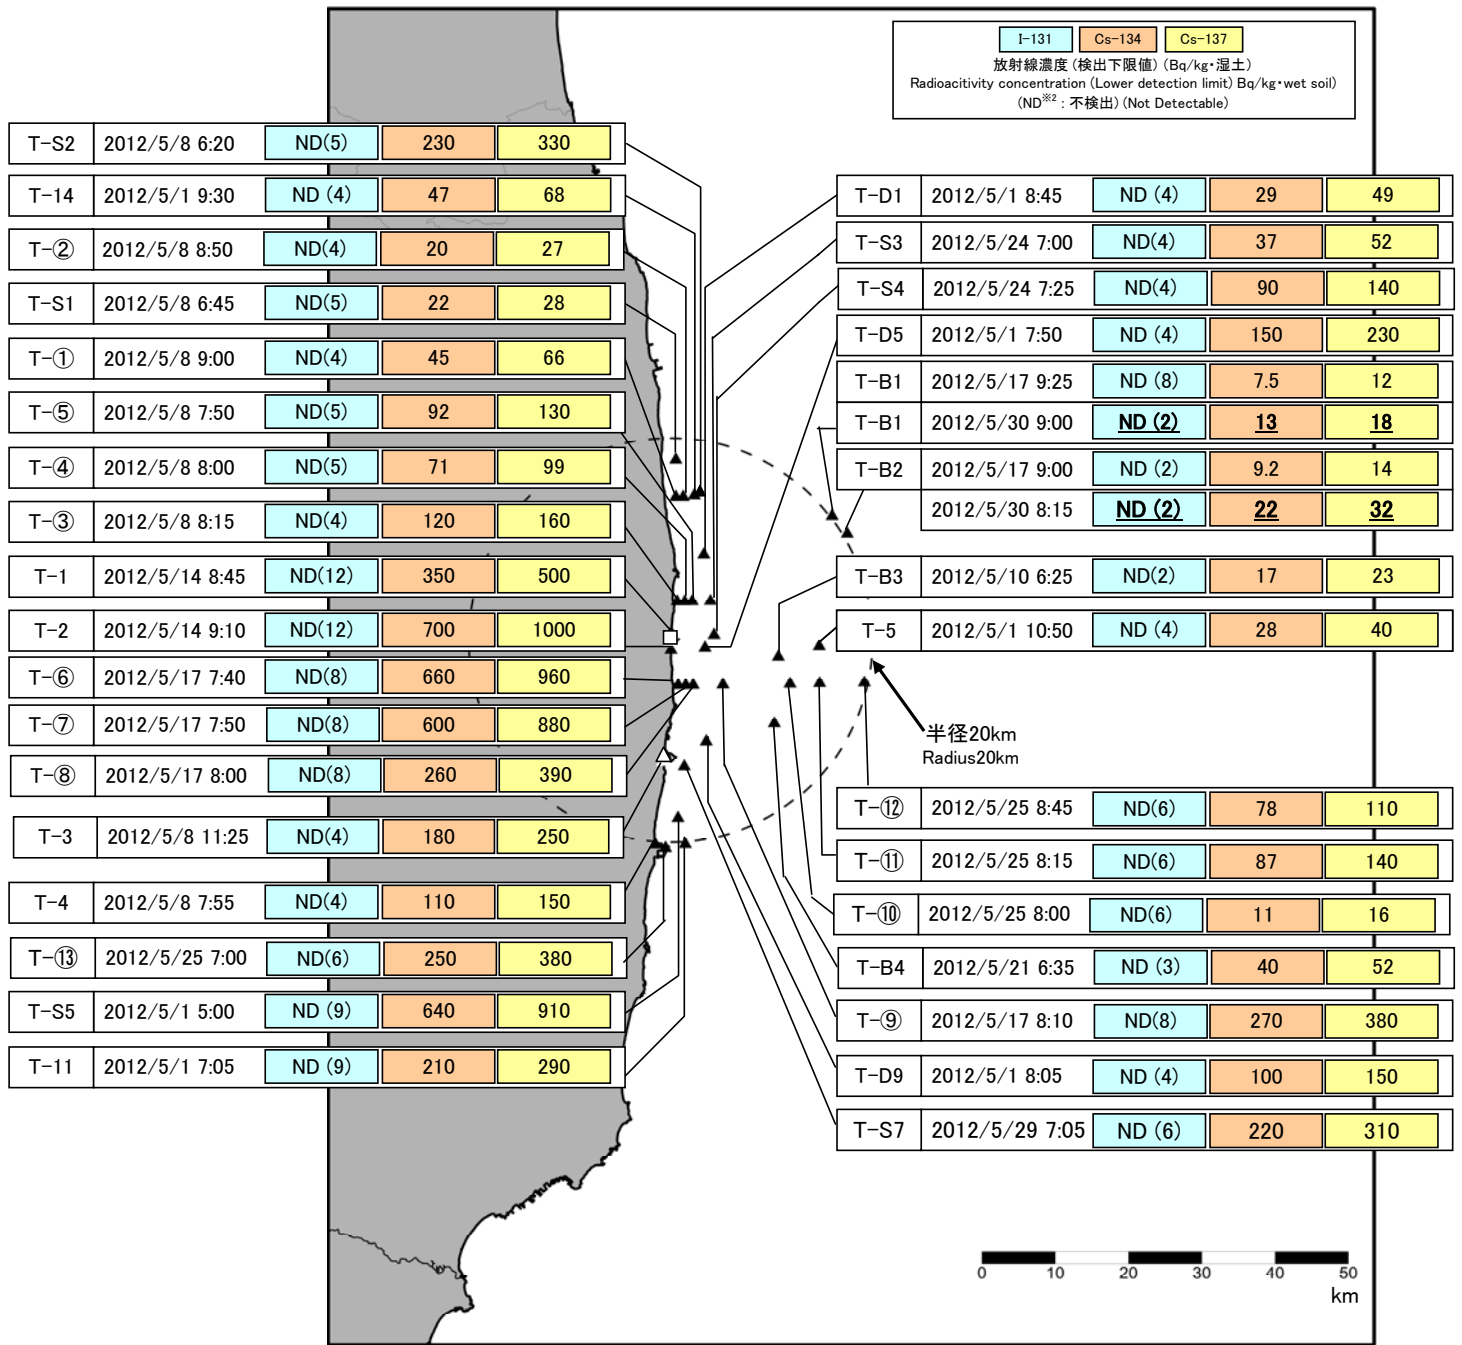 I-131 Cs-134 Cs-137
放射線濃度 (検出下限値) (Bq/kg・湿土)
Radioacitivity concentration (Lower detection limit) Bq/kg・wet soil)
(ND※2 : 不検出) (Not Detectable)
T-S2 2012/5/8 6:20 ND(5) 230 330
T-14 2012/5/1 9:30 ND (4) 47 68
T-② 2012/5/8 8:50 ND(4) 20 27
T-S1 2012/5/8 6:45 ND(5) 22 28
T-① 2012/5/8 9:00 ND(4) 45 66
T-⑤ 2012/5/8 7:50 ND(5) 92 130
T-④ 2012/5/8 8:00 ND(5) 71 99
T-③ 2012/5/8 8:15 ND(4) 120 160
T-1 2012/5/14 8:45 ND(12) 350 500
T-2 2012/5/14 9:10 ND(12) 700 1000
T-⑥ 2012/5/17 7:40 ND(8) 660 960
T-⑦ 2012/5/17 7:50 ND(8) 600 880
T-⑧ 2012/5/17 8:00 ND(8) 260 390
T-3 2012/5/8 11:25 ND(4) 180 250
T-4 2012/5/8 7:55 ND(4) 110 150
T-⑬ 2012/5/25 7:00 ND(6) 250 380
T-S5 2012/5/1 5:00 ND (9) 640 910
T-11 2012/5/1 7:05 ND (9) 210 290
T-D1 2012/5/1 8:45 ND (4) 29 49
T-S3 2012/5/24 7:00 ND(4) 37 52
T-S4 2012/5/24 7:25 ND(4) 90 140
T-D5 2012/5/1 7:50 ND (4) 150 230
T-B1 2012/5/17 9:25 ND (8) 7.5 12
T-B1 2012/5/30 9:00 ND (2) 13 18
T-B2 2012/5/17 9:00 ND (2) 9.2 14
2012/5/30 8:15 ND (2) 22 32
T-B3 2012/5/10 6:25 ND(2) 17 23
T-5 2012/5/1 10:50 ND (4) 28 40
半径20km
Radius20km
T-⑫ 2012/5/25 8:45 ND(6) 78 110
T-⑪ 2012/5/25 8:15 ND(6) 87 140
T-⑩ 2012/5/25 8:00 ND(6) 11 16
T-B4 2012/5/21 6:35 ND (3) 40 52
T-⑨ 2012/5/17 8:10 ND(8) 270 380
T-D9 2012/5/1 8:05 ND (4) 100 150
T-S7 2012/5/29 7:05 ND (6) 220 310
0 10 20 30 40 50
km